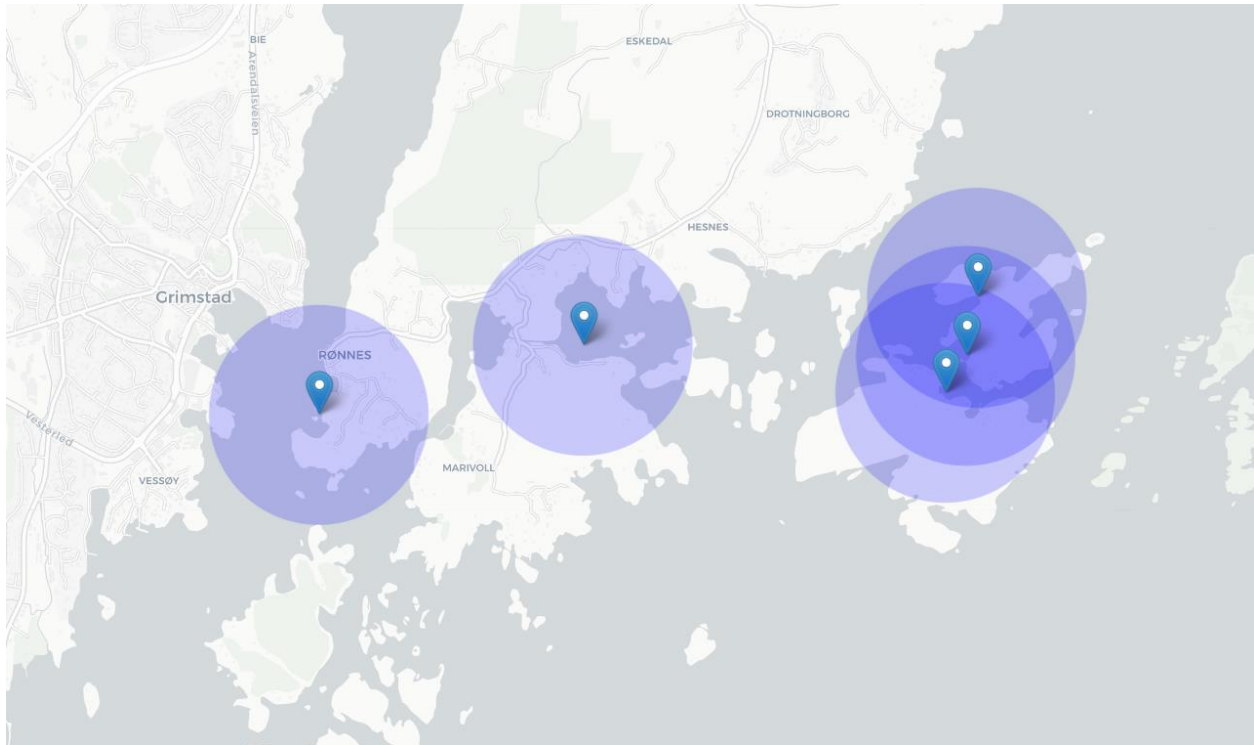 BIE
Arendalsveien
ESKEDAL
DROTNINGBORG
HESNES
Grimstad
RØNNES
Vesterled
MARIVOLL
VESSØY